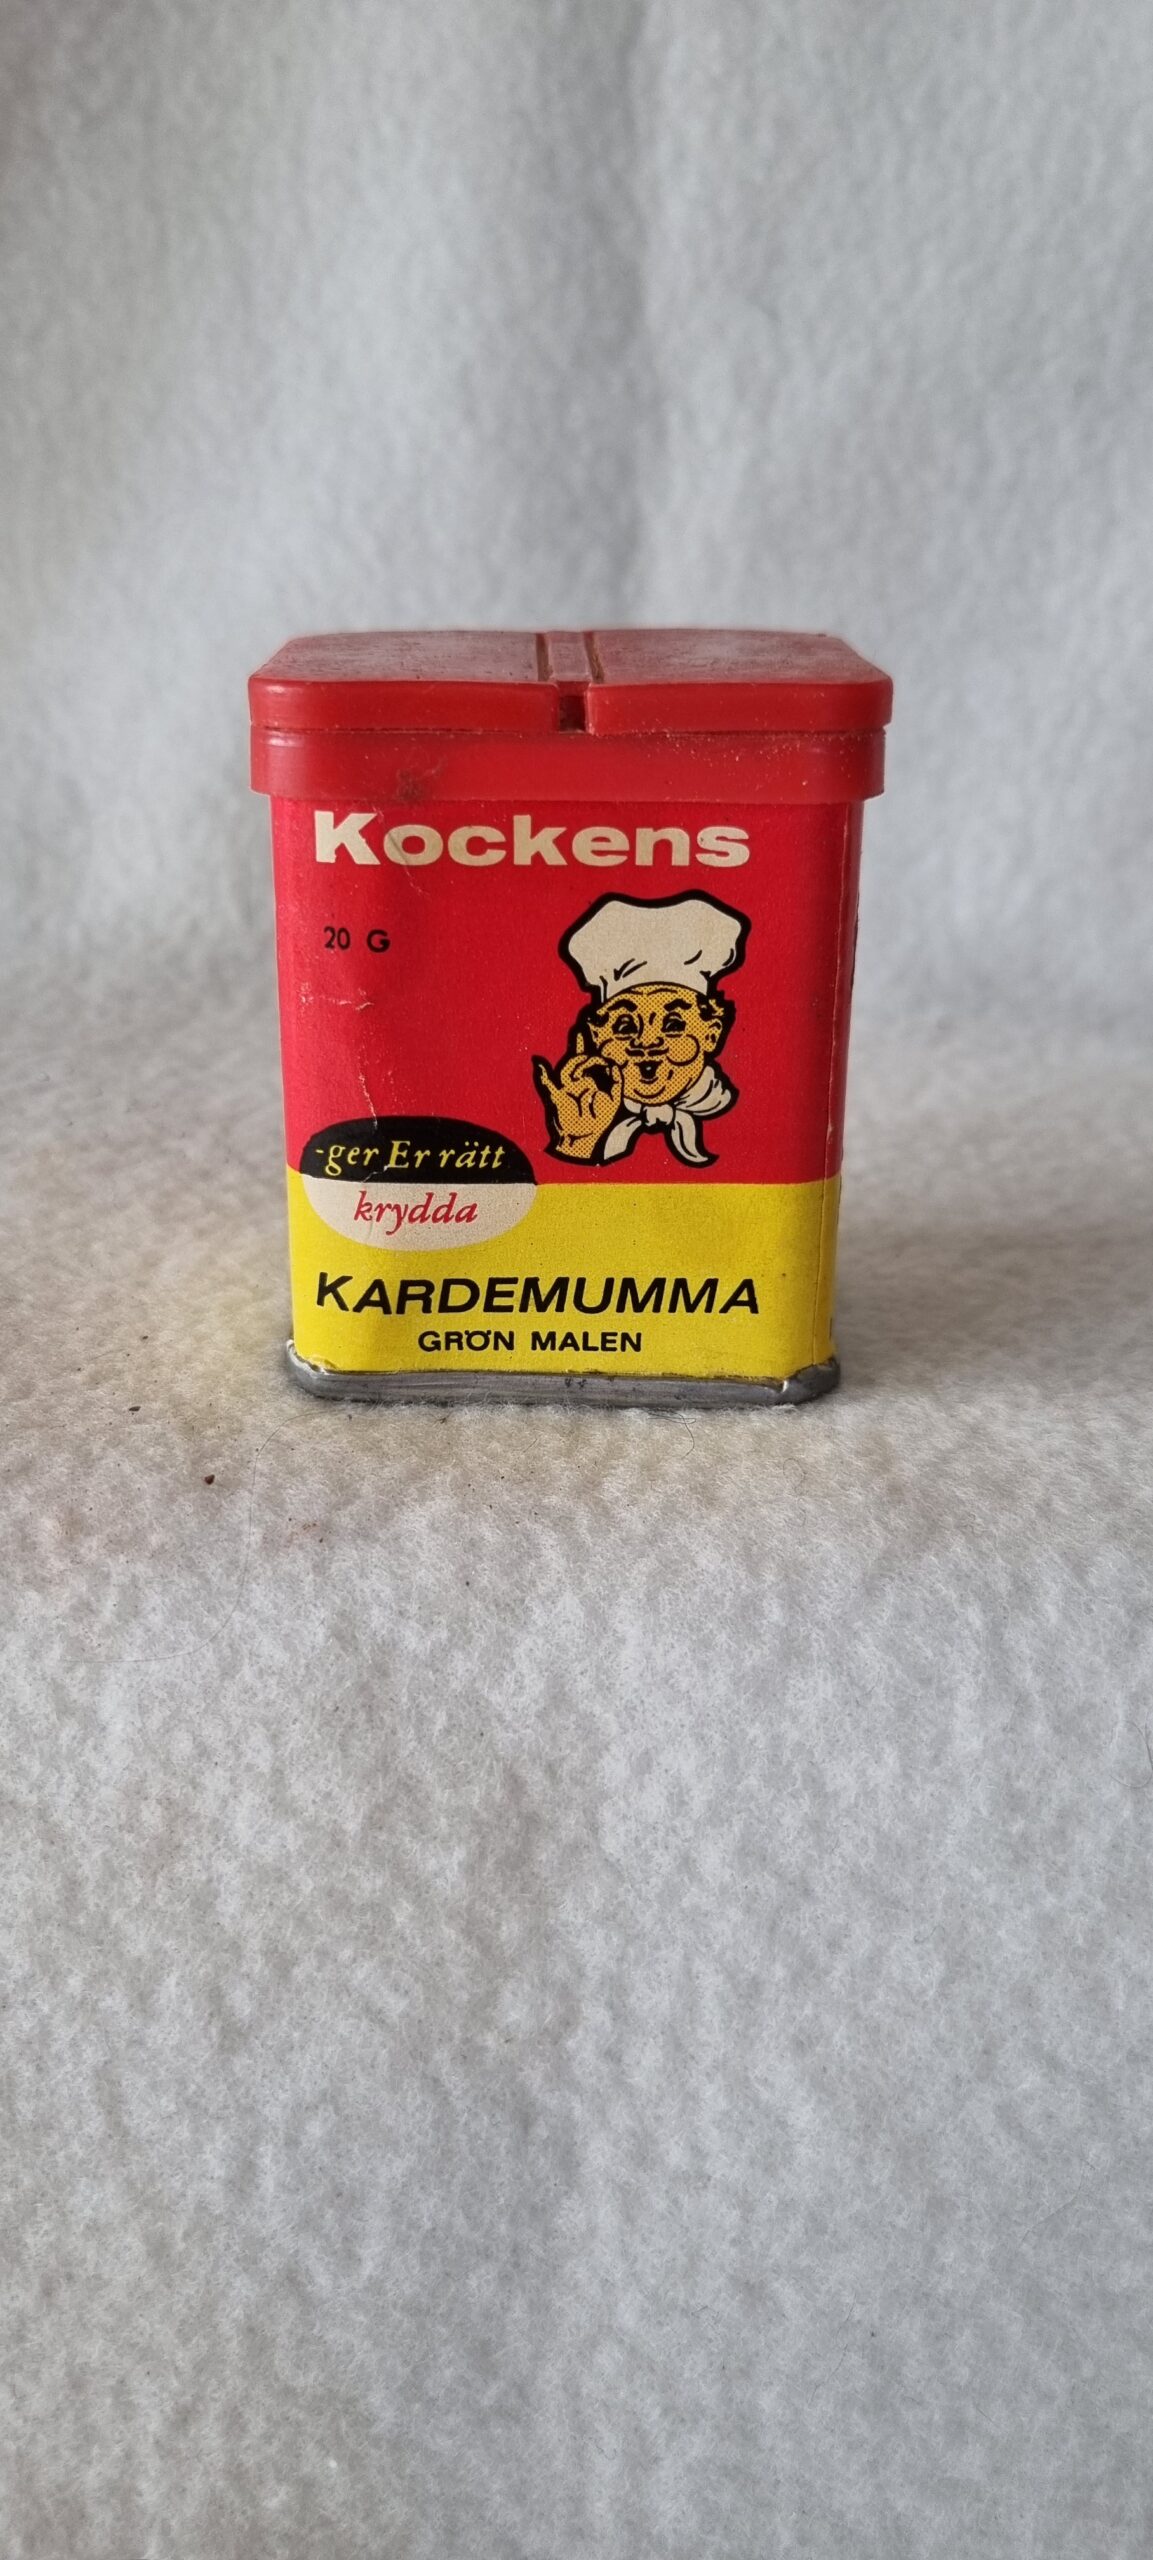 Kockens
20 G
-ger Er rätt
krydda
KARDEMUMMA
GRÖN MALEN